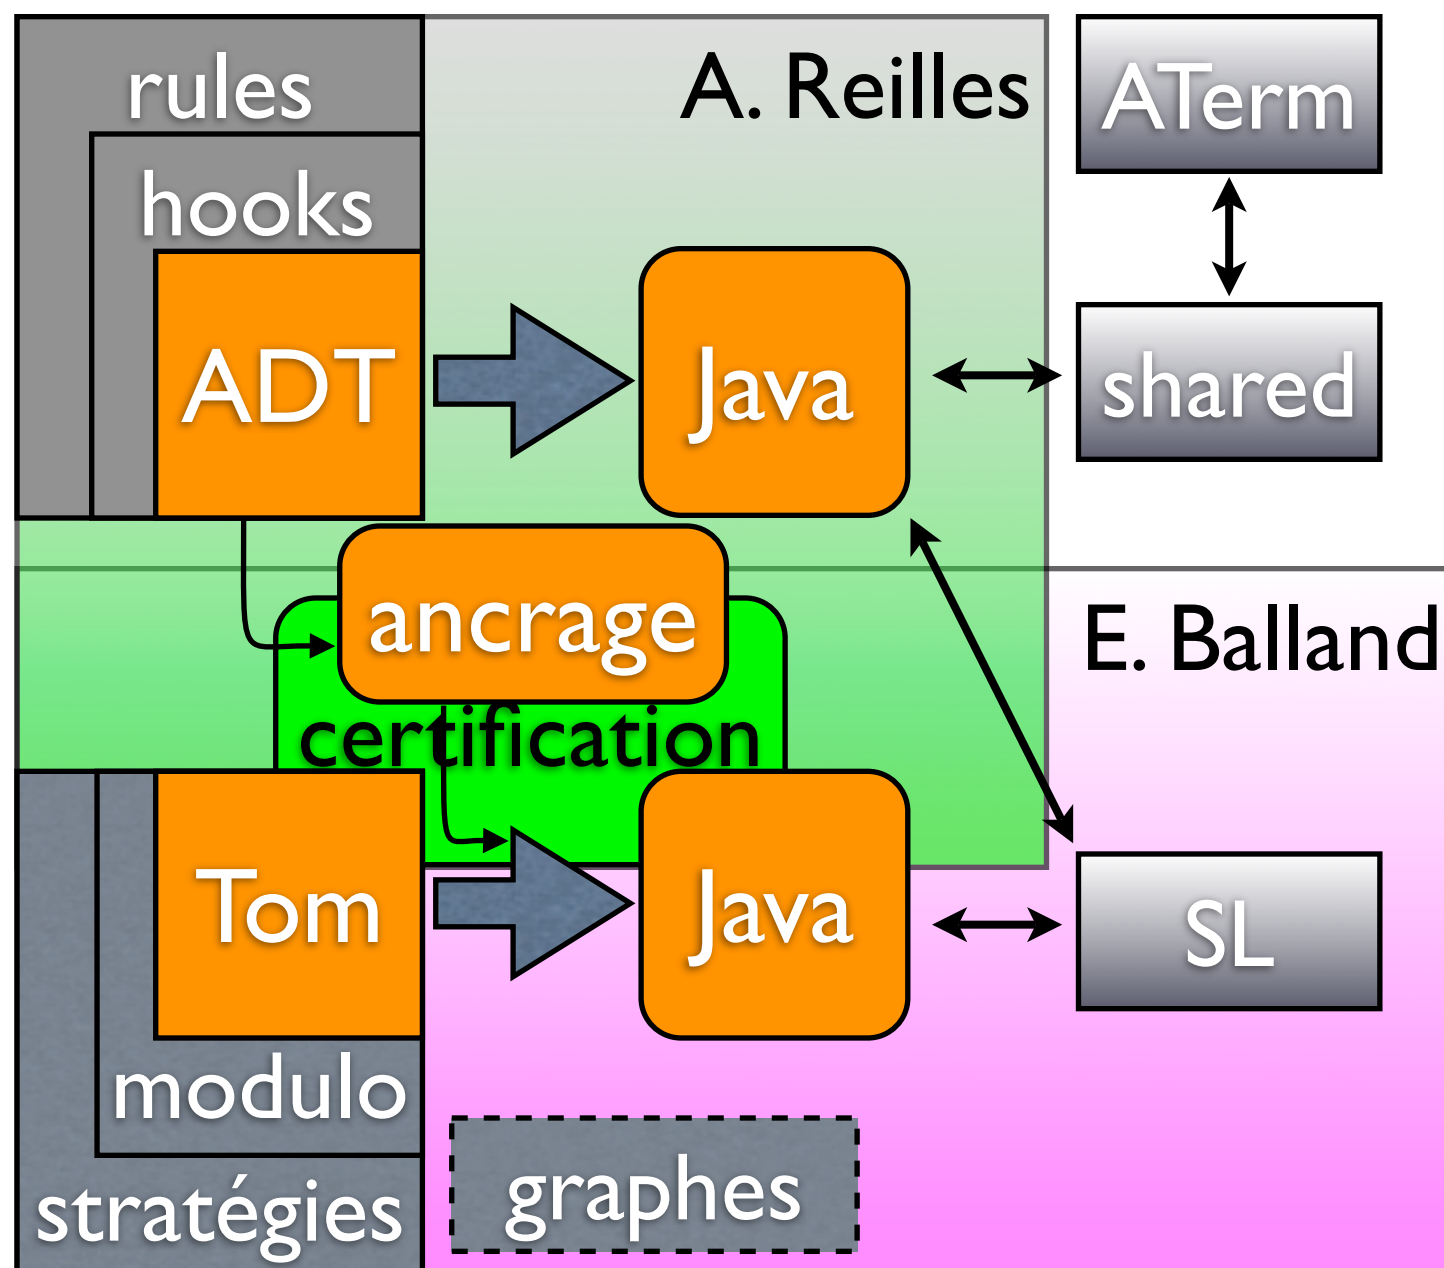 rules
A. Reilles
ATerm
hooks
ADT
Java
shared
ancrage
E. Balland
certification
Tom
Java
SL
modulo
graphes
stratégies